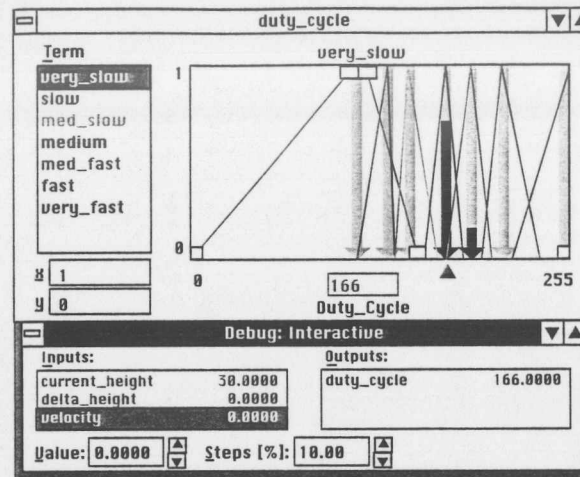 duty_cycle
Term
very_slow
very_slow
slow
med_slow
medium
med_fast
fast
very_fast
1
0
0
166
255
Duty_Cycle
x 1
y 0
Debug: Interactive
Inputs:
current_height 30.0000
delta_height 0.0000
velocity 0.0000
Outputs:
duty_cycle 166.0000
Value: 0.0000
Steps [%]: 10.00